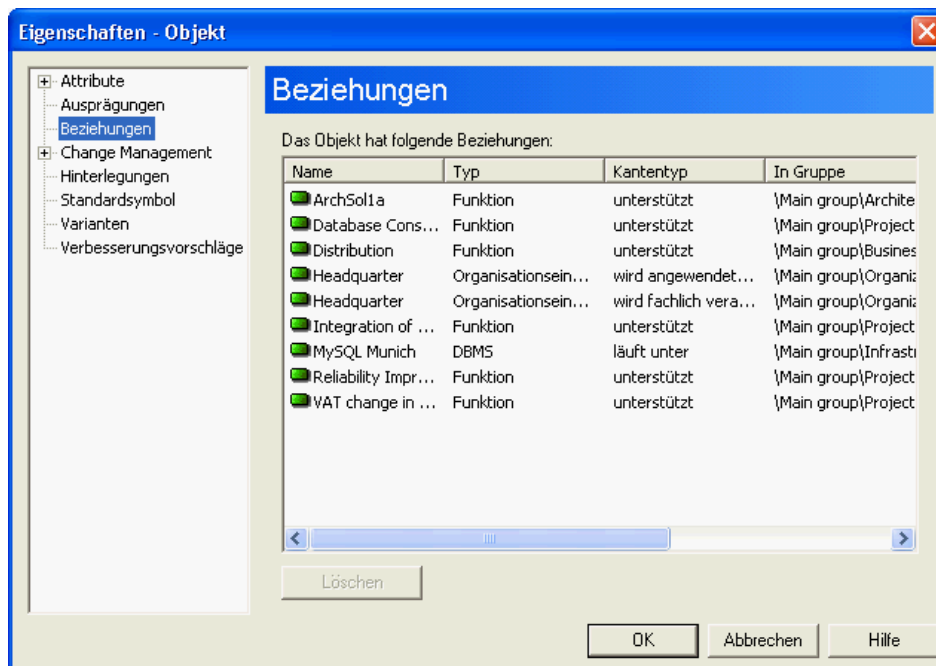 Eigenschaften - Objekt
Attribute
Ausprägungen
Beziehungen
Change Management
Hinterlegungen
Standardsymbol
Varianten
Verbesserungsvorschläge
Beziehungen
Das Objekt hat folgende Beziehungen:
Name Typ Kantentyp In Gruppe
ArchSol1a Funktion unterstützt \Main group\Archite
Database Cons... Funktion unterstützt \Main group\Project
Distribution Funktion unterstützt \Main group\Busines
Headquarter Organisationsein... wird angewendet... \Main group\Organiz
Headquarter Organisationsein... wird fachlich vera... \Main group\Organiz
Integration of ... Funktion unterstützt \Main group\Project
MySQL Munich DBMS läuft unter \Main group\Infrastr
Reliability Impr... Funktion unterstützt \Main group\Project
VAT change in ... Funktion unterstützt \Main group\Project
Löschen
OK Abbrechen Hilfe